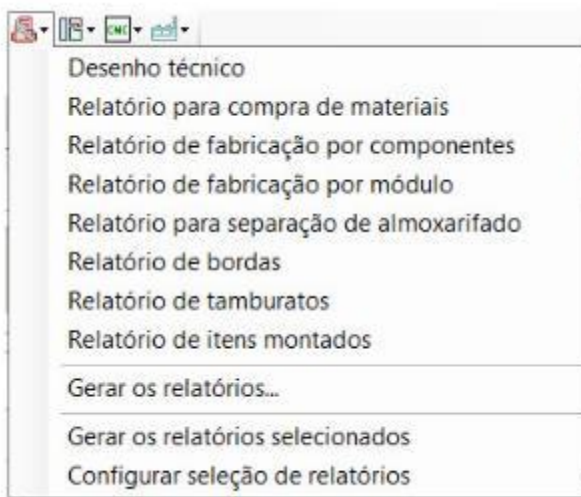 CNC
Desenho técnico
Relatório para compra de materiais
Relatório de fabricação por componentes
Relatório de fabricação por módulo
Relatório para separação de almoxarifado
Relatório de bordas
Relatório de tamburatos
Relatório de itens montados
Gerar os relatórios...
Gerar os relatórios selecionados
Configurar seleção de relatórios